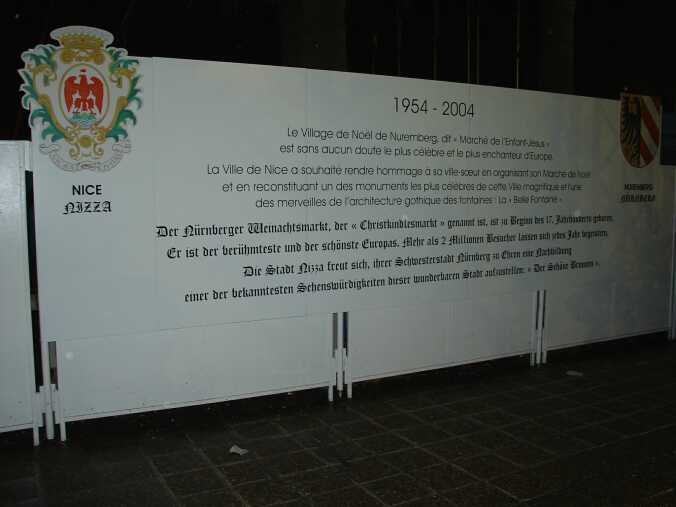 1954 - 2004
Le Village de Noël de Nuremberg, dit « Marché de l'Enfant-Jésus »
est sans aucun doute le plus célèbre et le plus enchanteur d'Europe.
La Ville de Nice a souhaité rendre hommage à sa ville-sœur en organisant son Marché de Noël
et en reconstituant un des monuments les plus célèbres de cette Ville magnifique et l'une
des merveilles de l'architecture gothique des fontaines : La « Belle Fontaine ».
Der Nürnberger Weinachtsmarkt, der « Christkindlesmarkt » genannt ist, ist zu Beginn des 17. Jahrhunderts geboren.
Er ist der berühmteste und der schönste Europas. Mehr als 2 Millionen Besucher lassen sich jedes Jahr begeistern.
Die Stadt Nizza freut sich, ihrer Schwesterstadt Nürnberg zu Ehren eine Nachbildung
einer der bekanntesten Sehenswürdigkeiten dieser wunderbaren Stadt aufzustellen: « Der Schöne Brunnen ».
NICE
NIZZA
NUREMBERG
NÜRNBERG